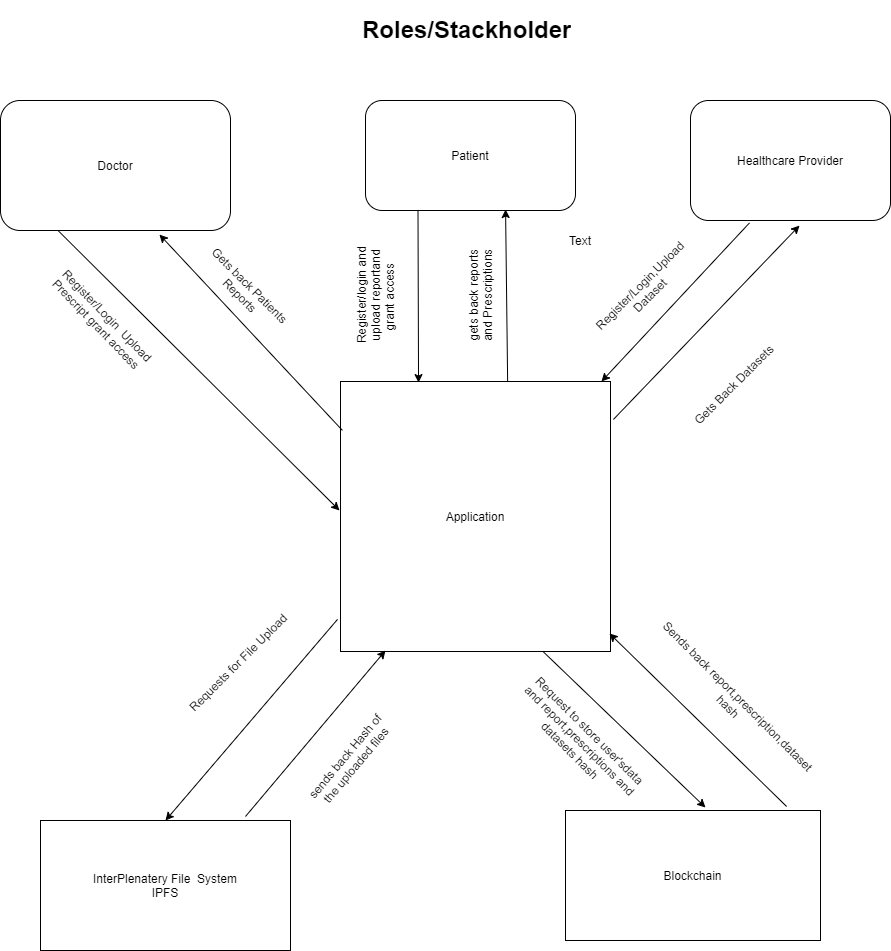 Roles/Stackholder
Doctor
Patient
Healthcare Provider
Text
Register/Login  Upload
Prescript grant access
Gets back Patients
Reports
Register/login and
upload reportand
grant access
gets back reports
and Prescriptions
Register/Login,Upload
Dataset
Gets Back Datasets
Application
Requests for File Upload
sends back Hash of
the uploaded files
Request to store user'sdata
and report,prescriptions and
datasets hash
Sends back report,prescription,dataset
hash
InterPlenatery File  System
IPFS
Blockchain